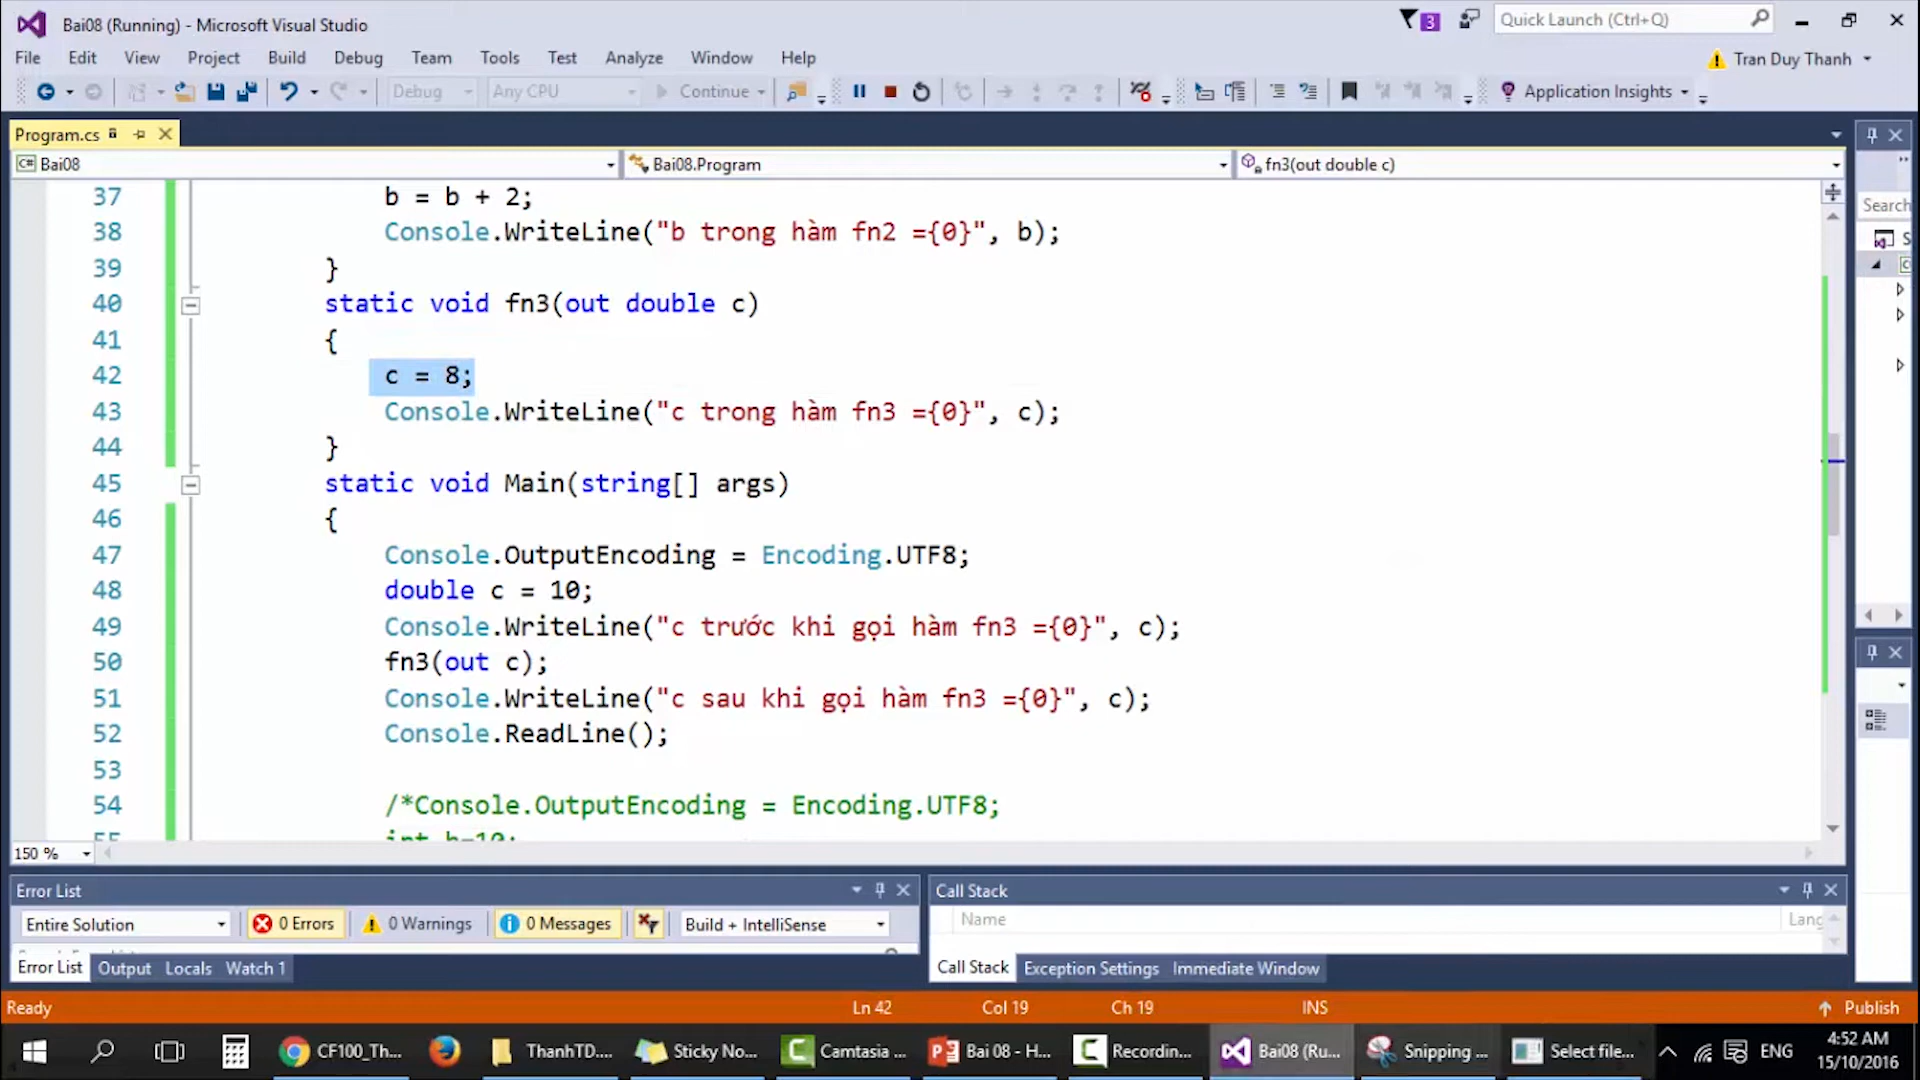 Bai08 (Running) - Microsoft Visual Studio
3
Quick Launch (Ctrl+Q)
File Edit View Project Build Debug Team Tools Test Analyze Window Help
Tran Duy Thanh
Debug Any CPU Continue Application Insights
Program.cs
C# Bai08 Bai08.Program fn3(out double c)
37 b = b + 2;
Search
38 Console.WriteLine("b trong hàm fn2 ={0}", b);
39 }
40 static void fn3(out double c)
41 {
42 c = 8;
43 Console.WriteLine("c trong hàm fn3 ={0}", c);
44 }
45 static void Main(string[] args)
46 {
47 Console.OutputEncoding = Encoding.UTF8;
48 double c = 10;
49 Console.WriteLine("c trước khi gọi hàm fn3 ={0}", c);
50 fn3(out c);
51 Console.WriteLine("c sau khi gọi hàm fn3 ={0}", c);
52 Console.ReadLine();
53
54 /*Console.OutputEncoding = Encoding.UTF8;
55 int b=10;
150 %
Error List
Call Stack
Entire Solution 0 Errors 0 Warnings 0 Messages Build + IntelliSense
Name Lang
Error List Output Locals Watch 1
Call Stack Exception Settings Immediate Window
Ready Ln 42 Col 19 Ch 19 INS Publish
CF100_Th... ThanhTD.... Sticky No... Camtasia ... Bai 08 - H... Recordin... Bai08 (Ru... Snipping ... Select file... ENG
4:52 AM
15/10/2016